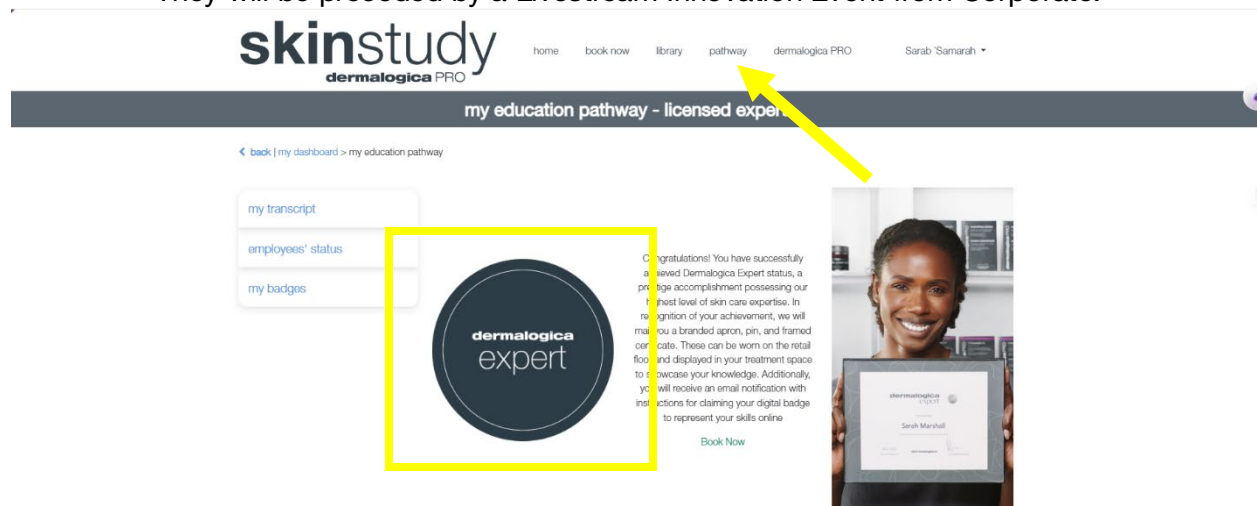 They will be preceded by a Livestream Innovation Event from Corporate.
skinstudy
dermalogica PRO
home book now library pathway dermalogica PRO Sarab 'Samarah
my education pathway - licensed expert
back | my dashboard > my education pathway
my transcript
employees' status
my badges
dermalogica
expert
Congratulations! You have successfully
achieved Dermalogica Expert status, a
prestige accomplishment possessing our
highest level of skin care expertise. In
recognition of your achievement, we will
mail you a branded apron, pin, and framed
certificate. These can be worn on the retail
floor and displayed in your treatment space
to showcase your knowledge. Additionally,
you will receive an email notification with
instructions for claiming your digital badge
to represent your skills online
Book Now
dermalogica
expert
Sarah Marshall